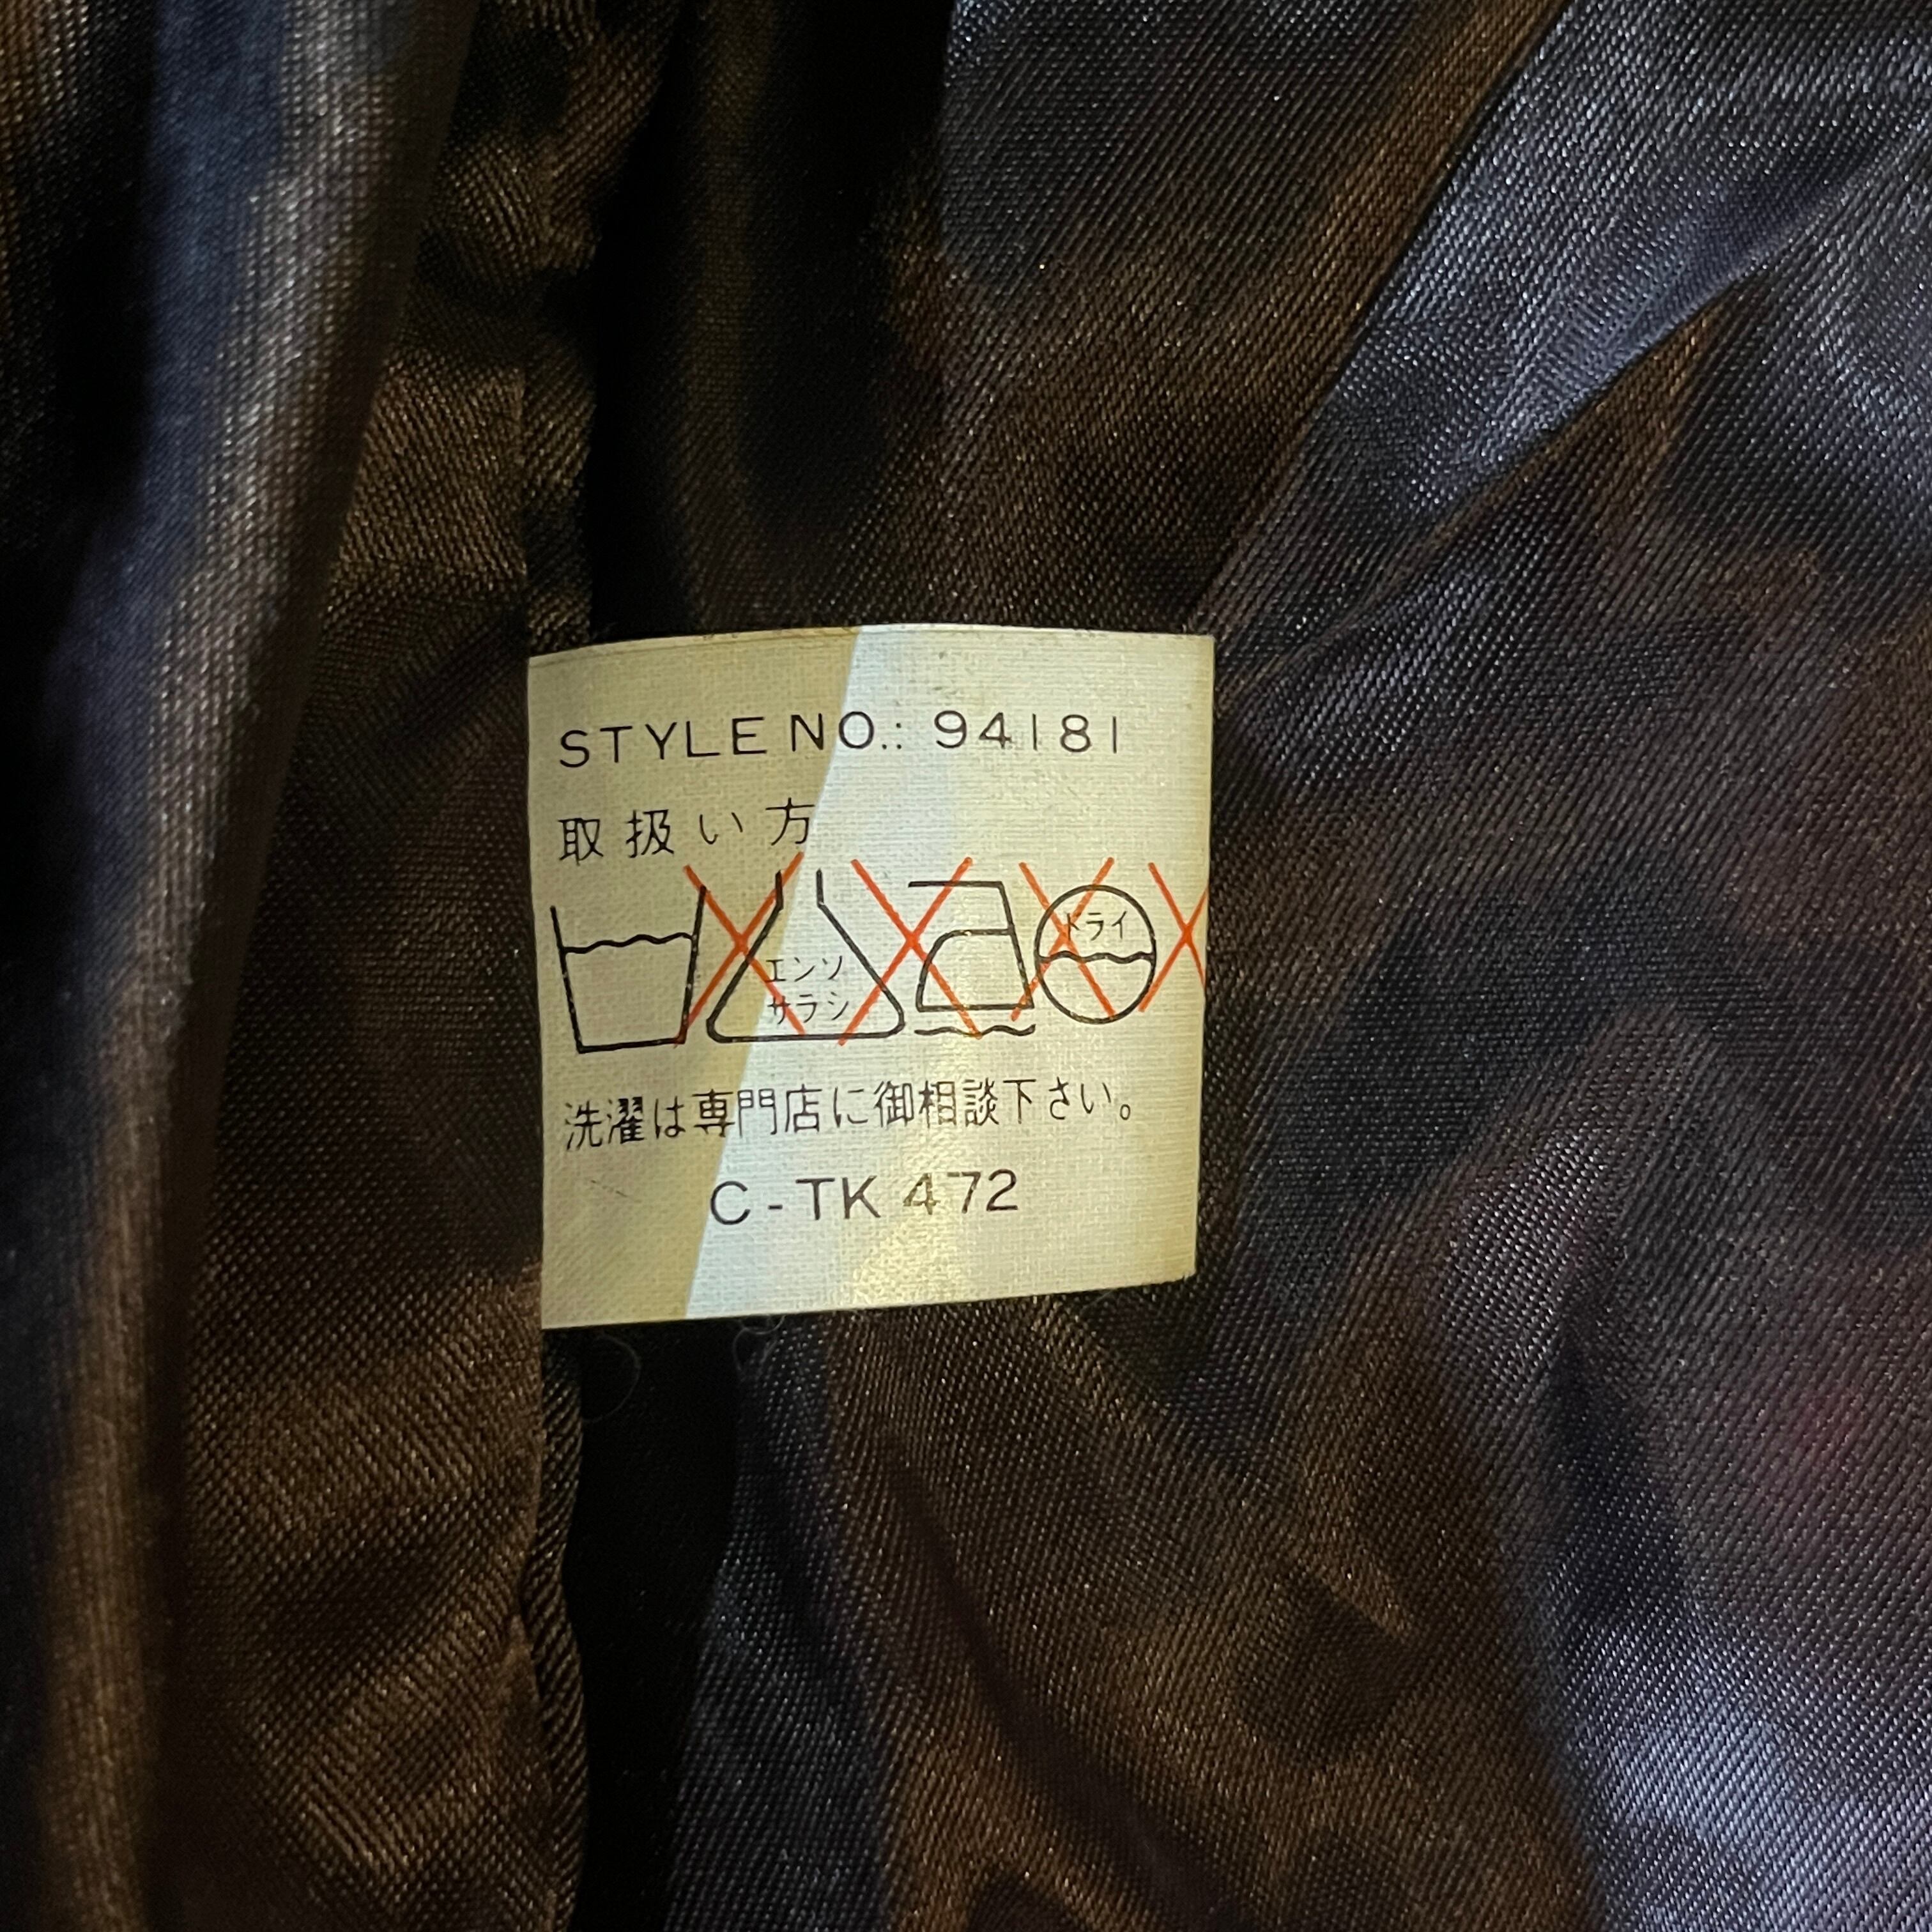 STYLE NO.: 94181
取扱い方
エンソ
サラシ
ドライ
洗濯は専門店に御相談下さい。
C-TK 472